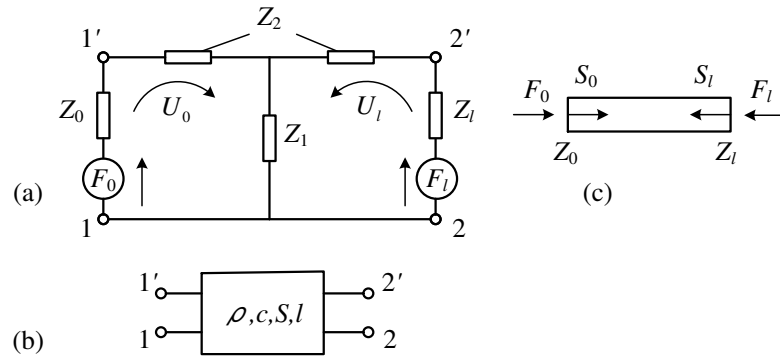 Z₂
1′ 2′
Z₀ U₀ Z₁ Uₗ Zₗ
(a) F₀ Fₗ
1 2
F₀ S₀ Sₗ Fₗ
Z₀ Zₗ
(c)
1′ 2′
(b) 1 ρ,c,S,l 2